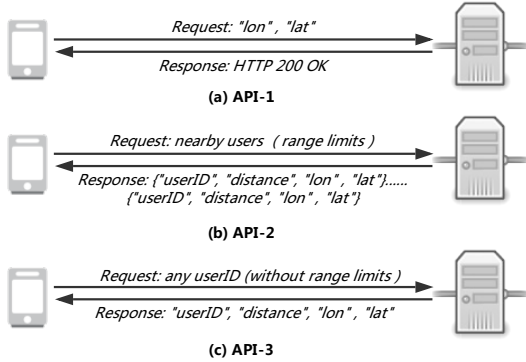 Request: "lon" , "lat"
Response: HTTP 200 OK
(a) API-1
Request: nearby users ( range limits )
Response: {"userID", "distance", "lon" , "lat"}......
{"userID", "distance", "lon" , "lat"}
(b) API-2
Request: any userID (without range limits )
Response: "userID", "distance", "lon" , "lat"
(c) API-3